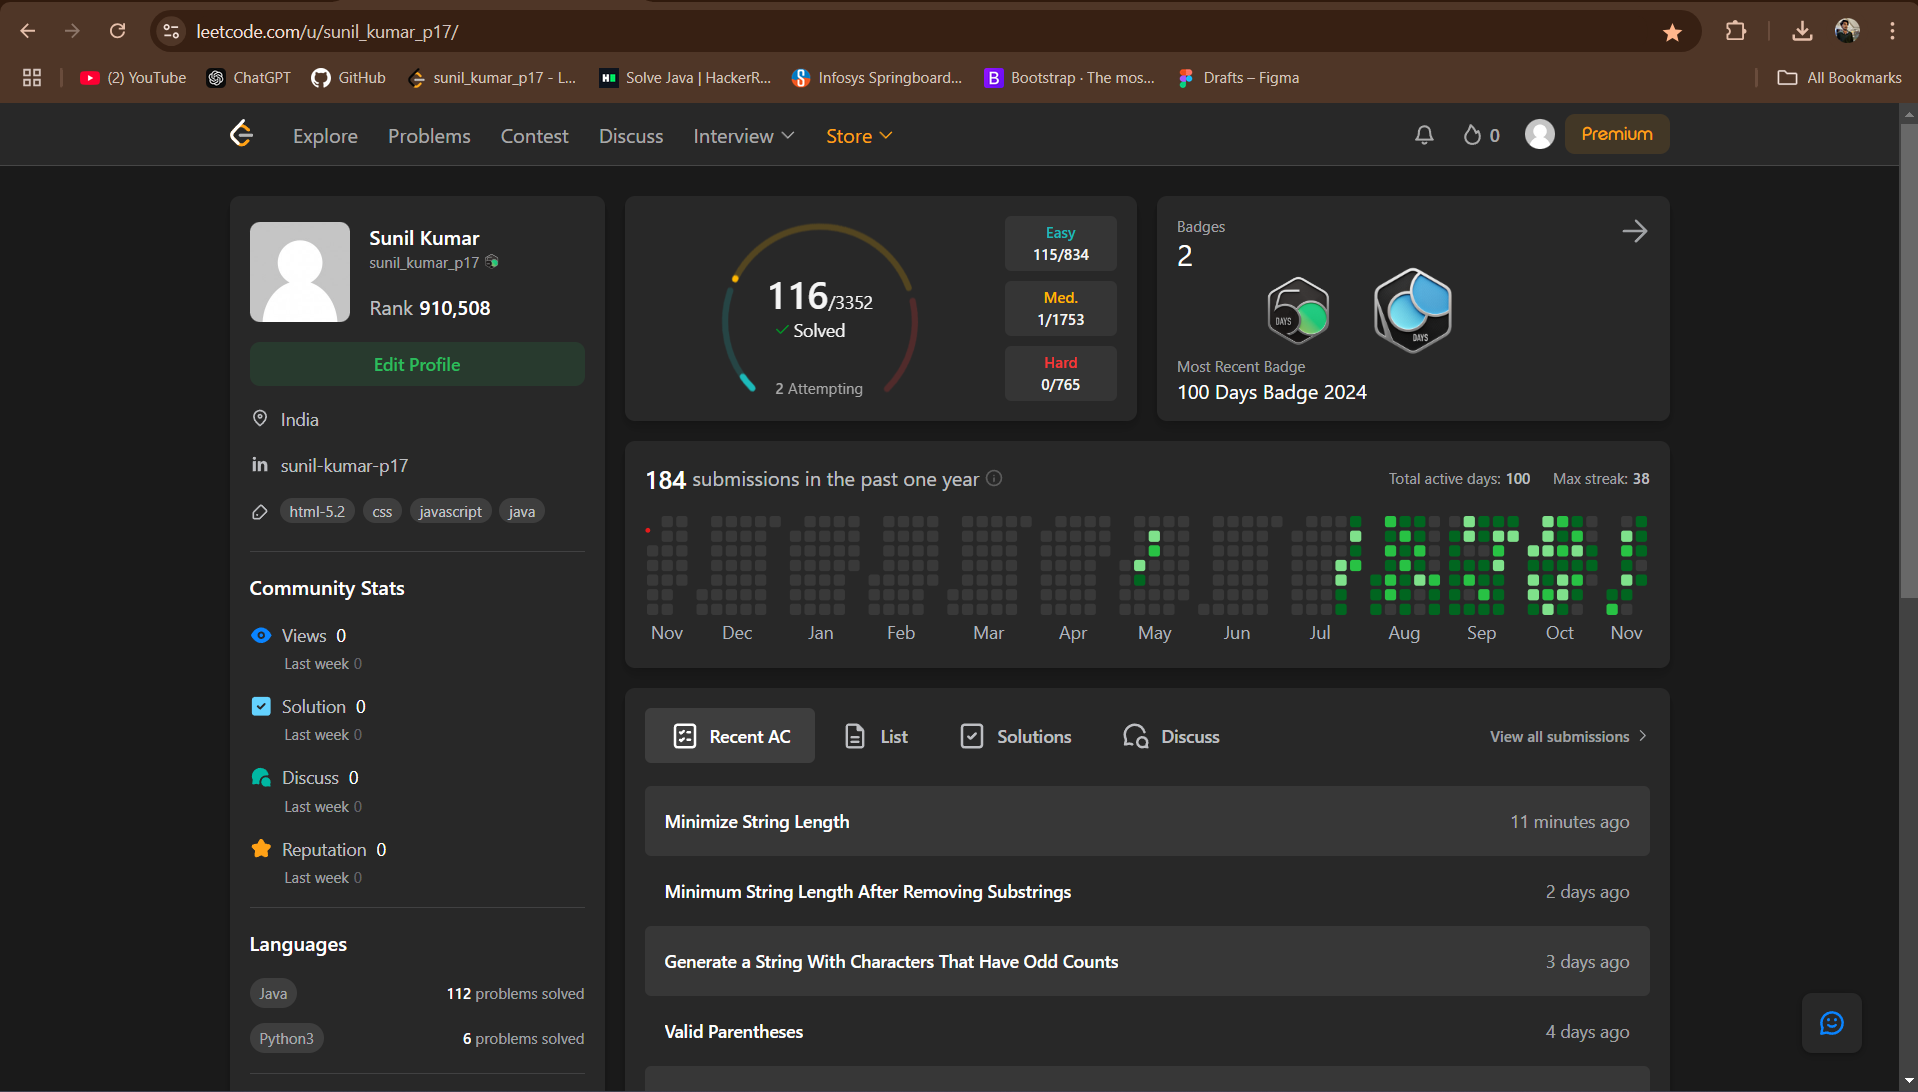 leetcode.com/u/sunil_kumar_p17/
(2) YouTube ChatGPT GitHub sunil_kumar_p17 - L... Solve Java | HackerR... Infosys Springboard... Bootstrap · The mos... Drafts – Figma All Bookmarks
Explore Problems Contest Discuss Interview Store 0 Premium
Sunil Kumar
sunil_kumar_p17
Rank 910,508
Edit Profile
India
sunil-kumar-p17
html-5.2 css javascript java
Community Stats
Views 0
Last week 0
Solution 0
Last week 0
Discuss 0
Last week 0
Reputation 0
Last week 0
Languages
Java 112 problems solved
Python3 6 problems solved
116/3352
Solved
2 Attempting
Easy
115/834
Med.
1/1753
Hard
0/765
Badges
2
DAYS
DAYS
Most Recent Badge
100 Days Badge 2024
184 submissions in the past one year Total active days: 100 Max streak: 38
Nov Dec Jan Feb Mar Apr May Jun Jul Aug Sep Oct Nov
Recent AC List Solutions Discuss View all submissions
Minimize String Length 11 minutes ago
Minimum String Length After Removing Substrings 2 days ago
Generate a String With Characters That Have Odd Counts 3 days ago
Valid Parentheses 4 days ago